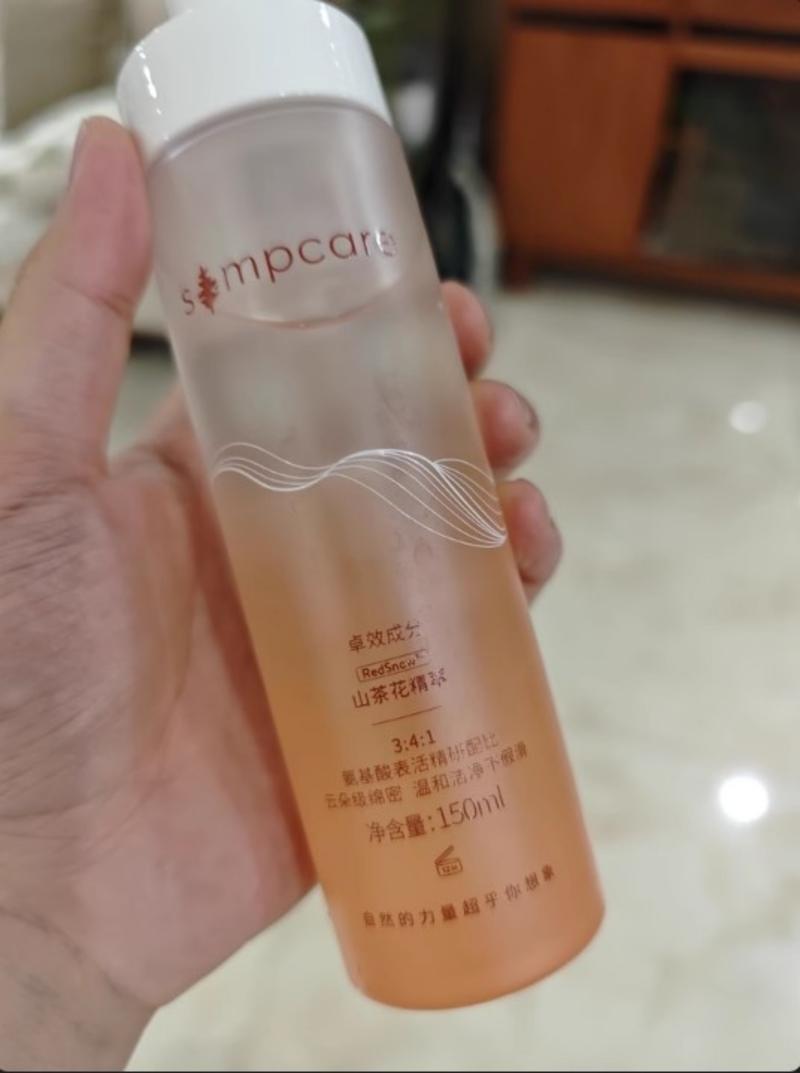 simpcare
卓效成分
RedSnow
山茶花精萃
3:4:1
氨基酸表活精研配比
云朵级绵密 温和洁净不假滑
净含量:150ml
12M
自然的力量超乎你想象